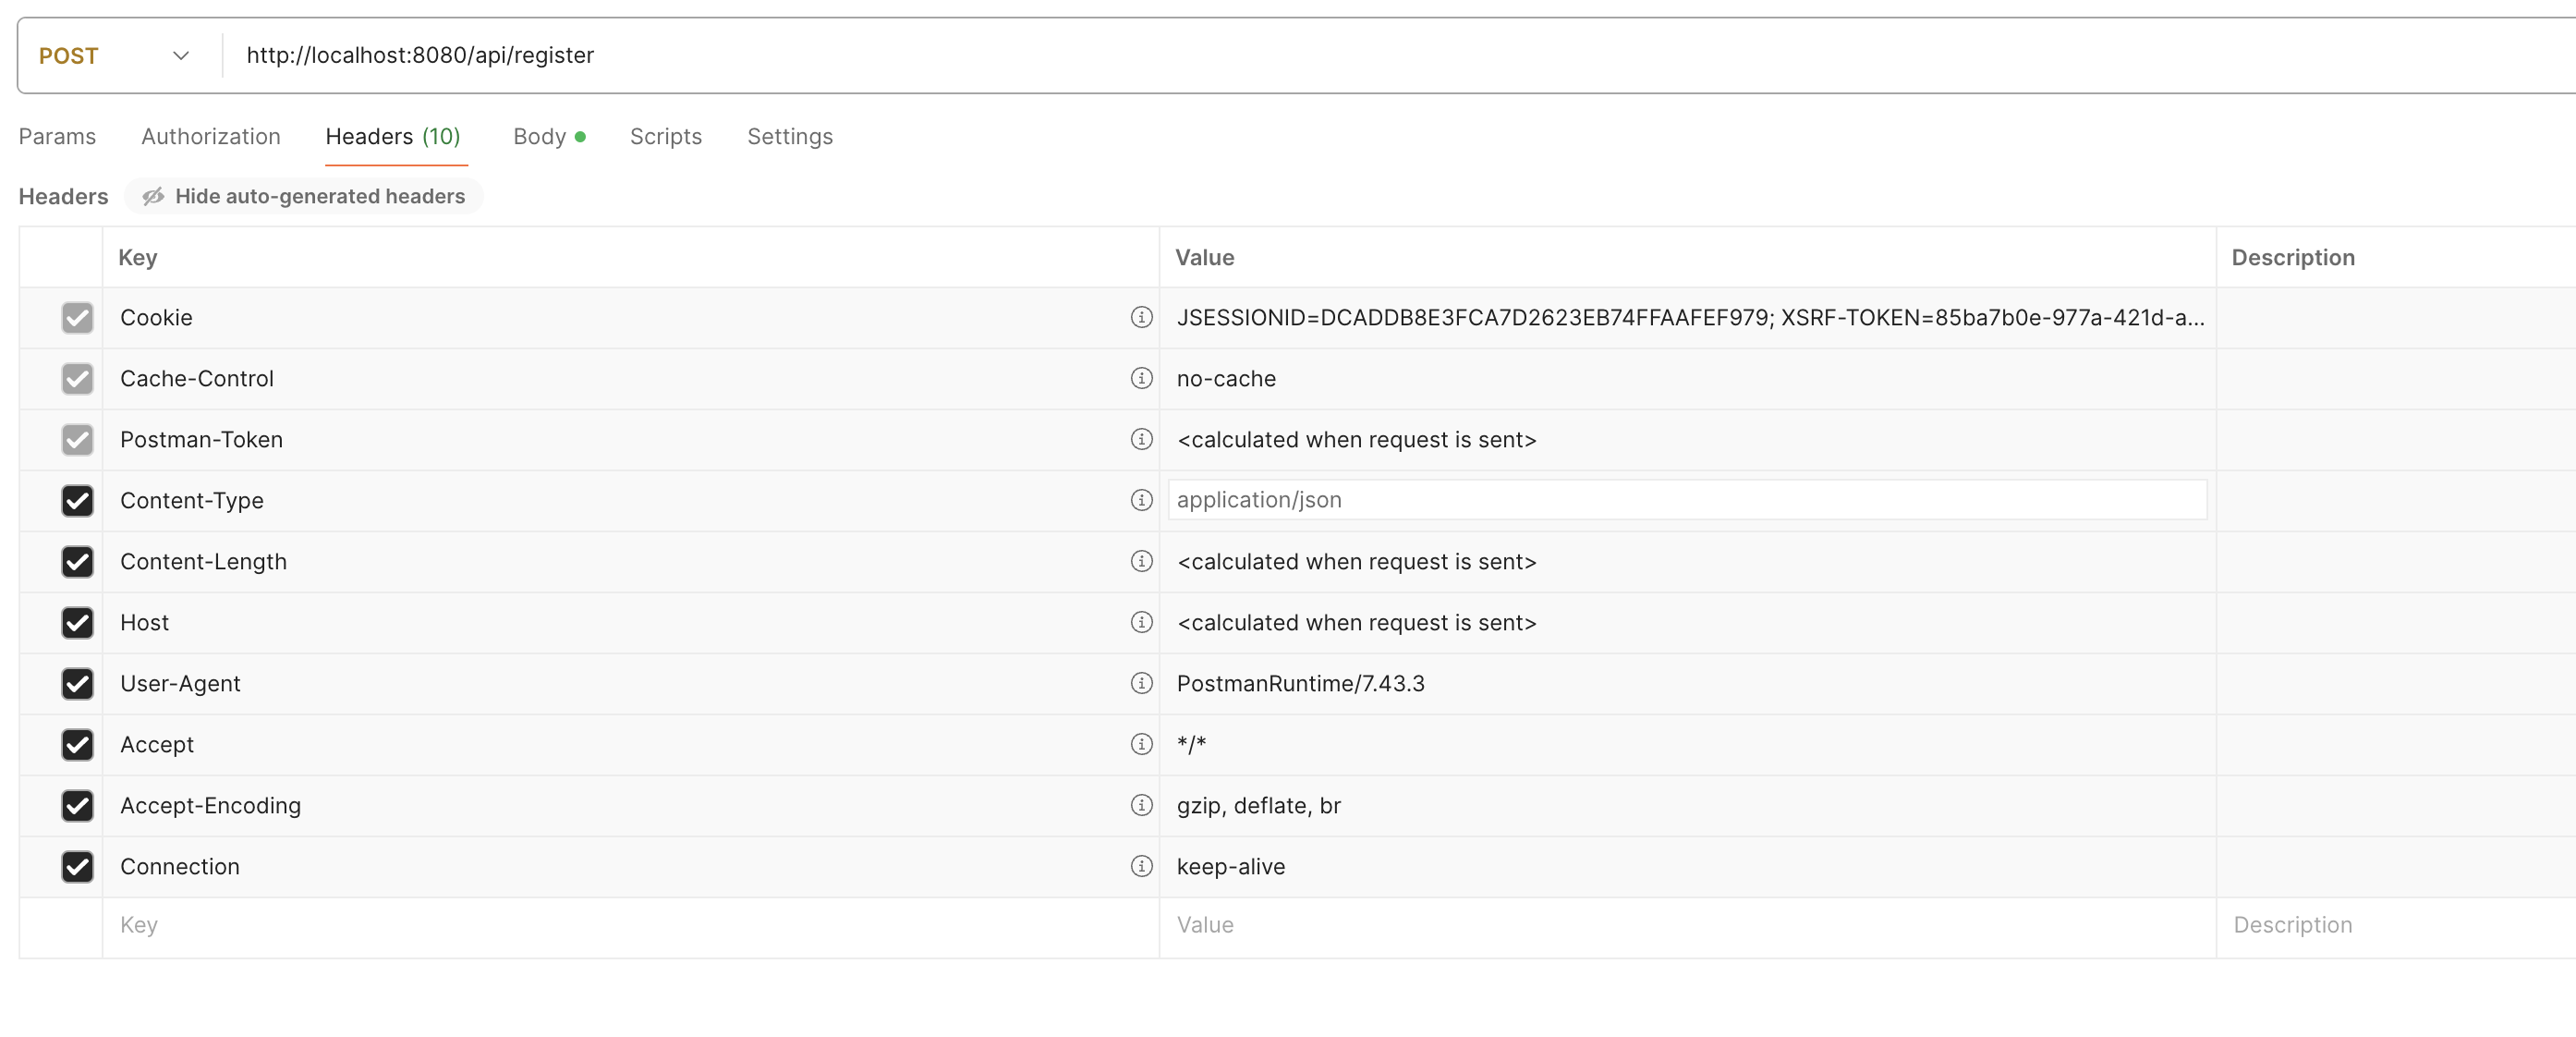 POST http://localhost:8080/api/register
Params Authorization Headers (10) Body Scripts Settings
Headers Hide auto-generated headers
Key Value Description
Cookie JSESSIONID=DCADDB8E3FCA7D2623EB74FFAAFEF979; XSRF-TOKEN=85ba7b0e-977a-421d-a...
Cache-Control no-cache
Postman-Token <calculated when request is sent>
Content-Type application/json
Content-Length <calculated when request is sent>
Host <calculated when request is sent>
User-Agent PostmanRuntime/7.43.3
Accept */*
Accept-Encoding gzip, deflate, br
Connection keep-alive
Key Value Description